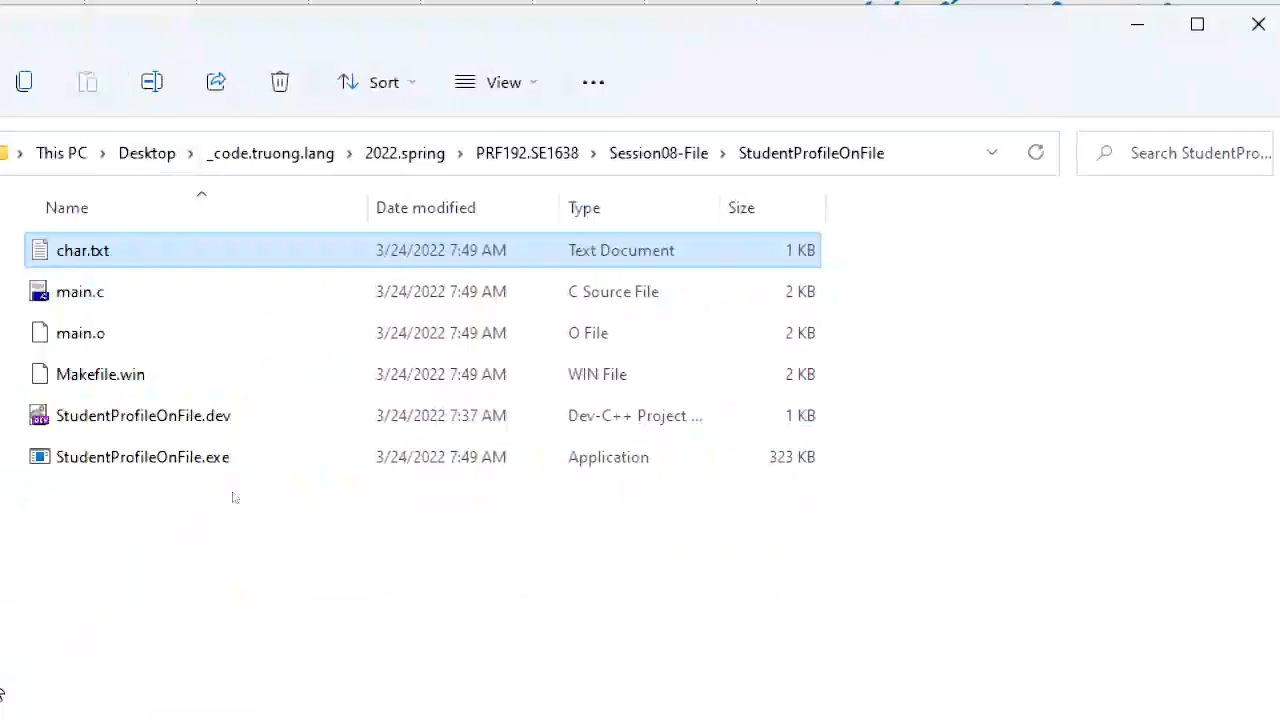 Sort
View
This PC > Desktop > _code.truong.lang > 2022.spring > PRF192.SE1638 > Session08-File > StudentProfileOnFile
Search StudentPro...
Name Date modified Type Size
char.txt 3/24/2022 7:49 AM Text Document 1 KB
main.c 3/24/2022 7:49 AM C Source File 2 KB
main.o 3/24/2022 7:49 AM O File 2 KB
Makefile.win 3/24/2022 7:49 AM WIN File 2 KB
StudentProfileOnFile.dev 3/24/2022 7:37 AM Dev-C++ Project ... 1 KB
StudentProfileOnFile.exe 3/24/2022 7:49 AM Application 323 KB